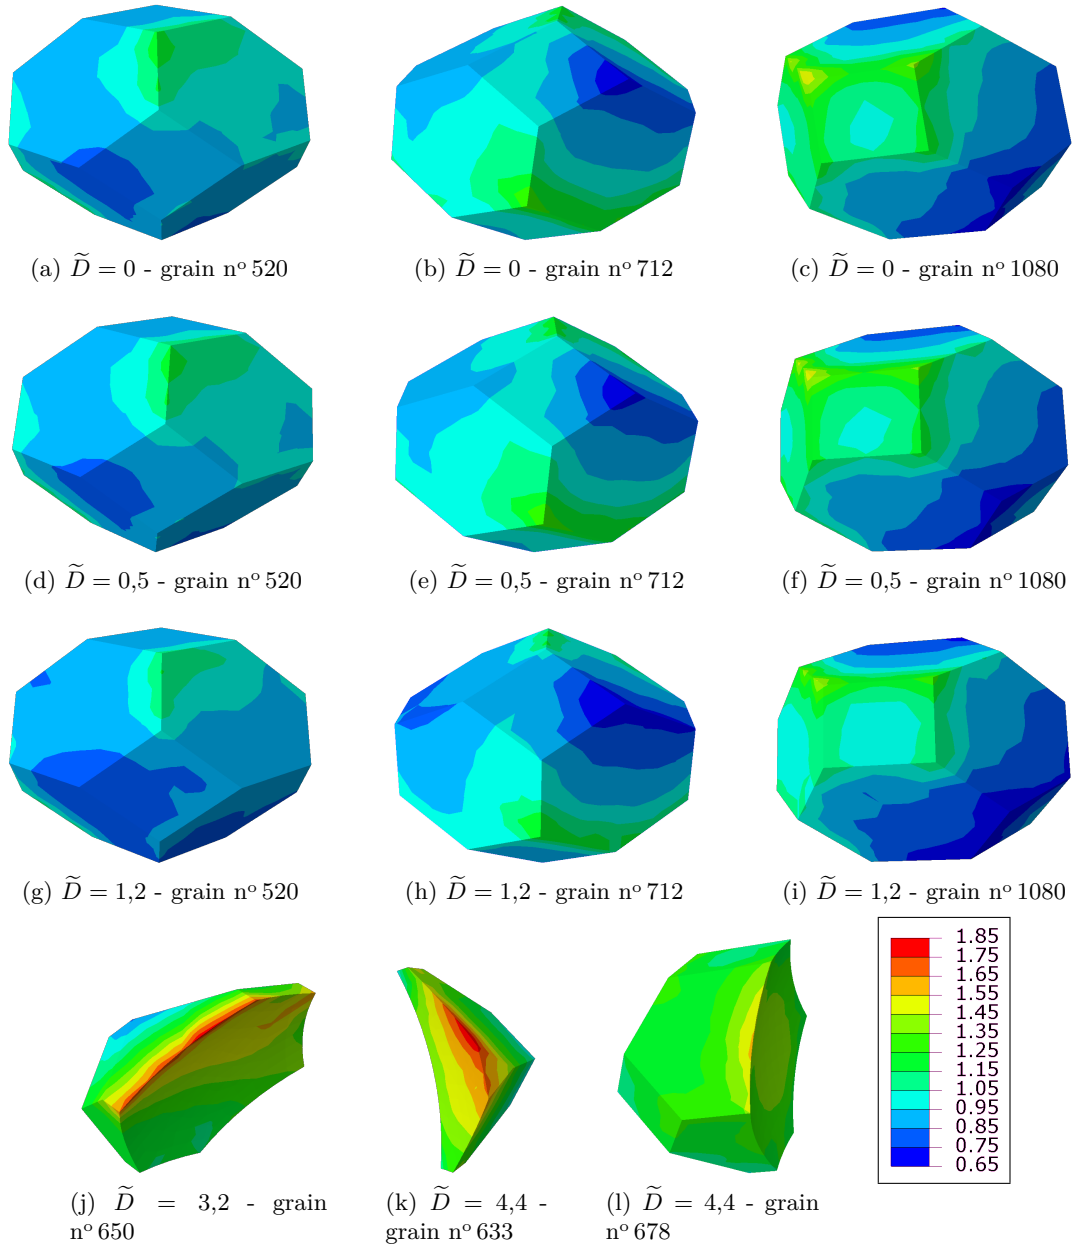 (a) D̃ = 0 - grain nº 520
(b) D̃ = 0 - grain nº 712
(c) D̃ = 0 - grain nº 1080
(d) D̃ = 0,5 - grain nº 520
(e) D̃ = 0,5 - grain nº 712
(f) D̃ = 0,5 - grain nº 1080
(g) D̃ = 1,2 - grain nº 520
(h) D̃ = 1,2 - grain nº 712
(i) D̃ = 1,2 - grain nº 1080
1.85
1.75
1.65
1.55
1.45
1.35
1.25
1.15
1.05
0.95
0.85
0.75
0.65
(j) D̃ = 3,2 - grain
nº 650
(k) D̃ = 4,4 -
grain nº 633
(l) D̃ = 4,4 - grain
nº 678